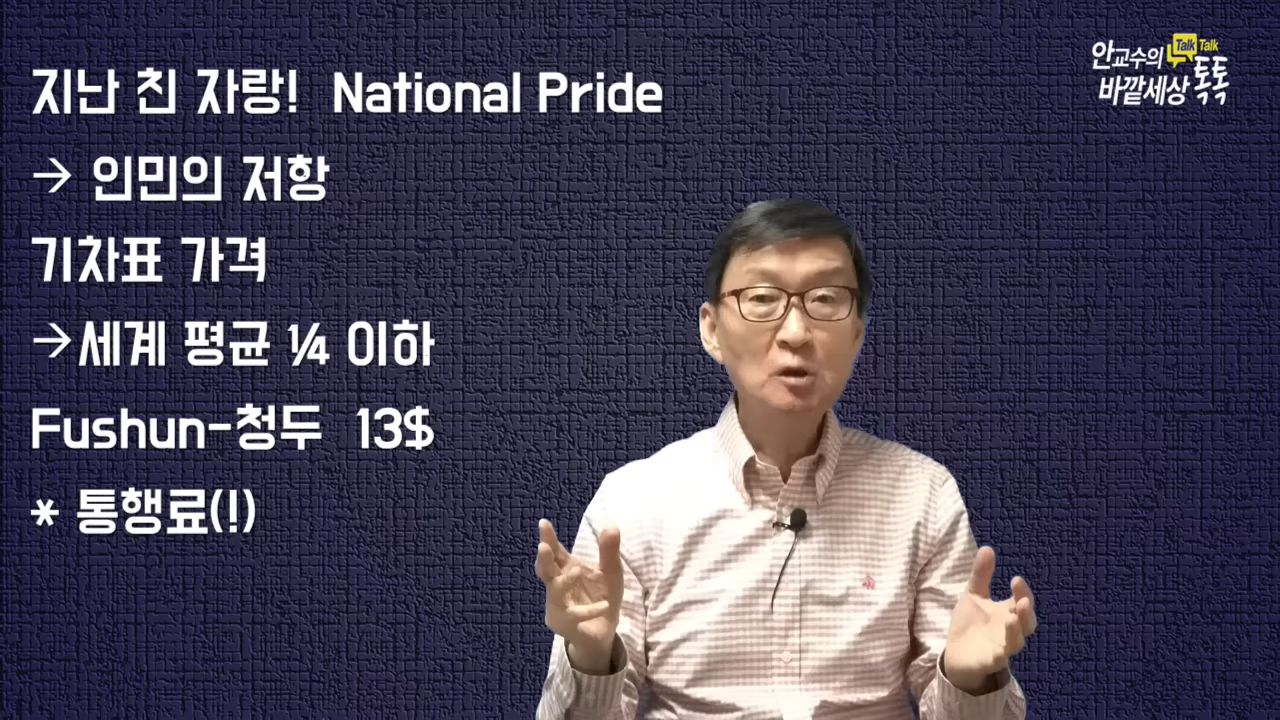 지난 친 자랑! National Pride
→ 인민의 저항
기차표 가격
→세계 평균 ¼ 이하
Fushun-청두 13$
* 통행료(!)
안교수의 Talk Talk
바깥세상 톡톡